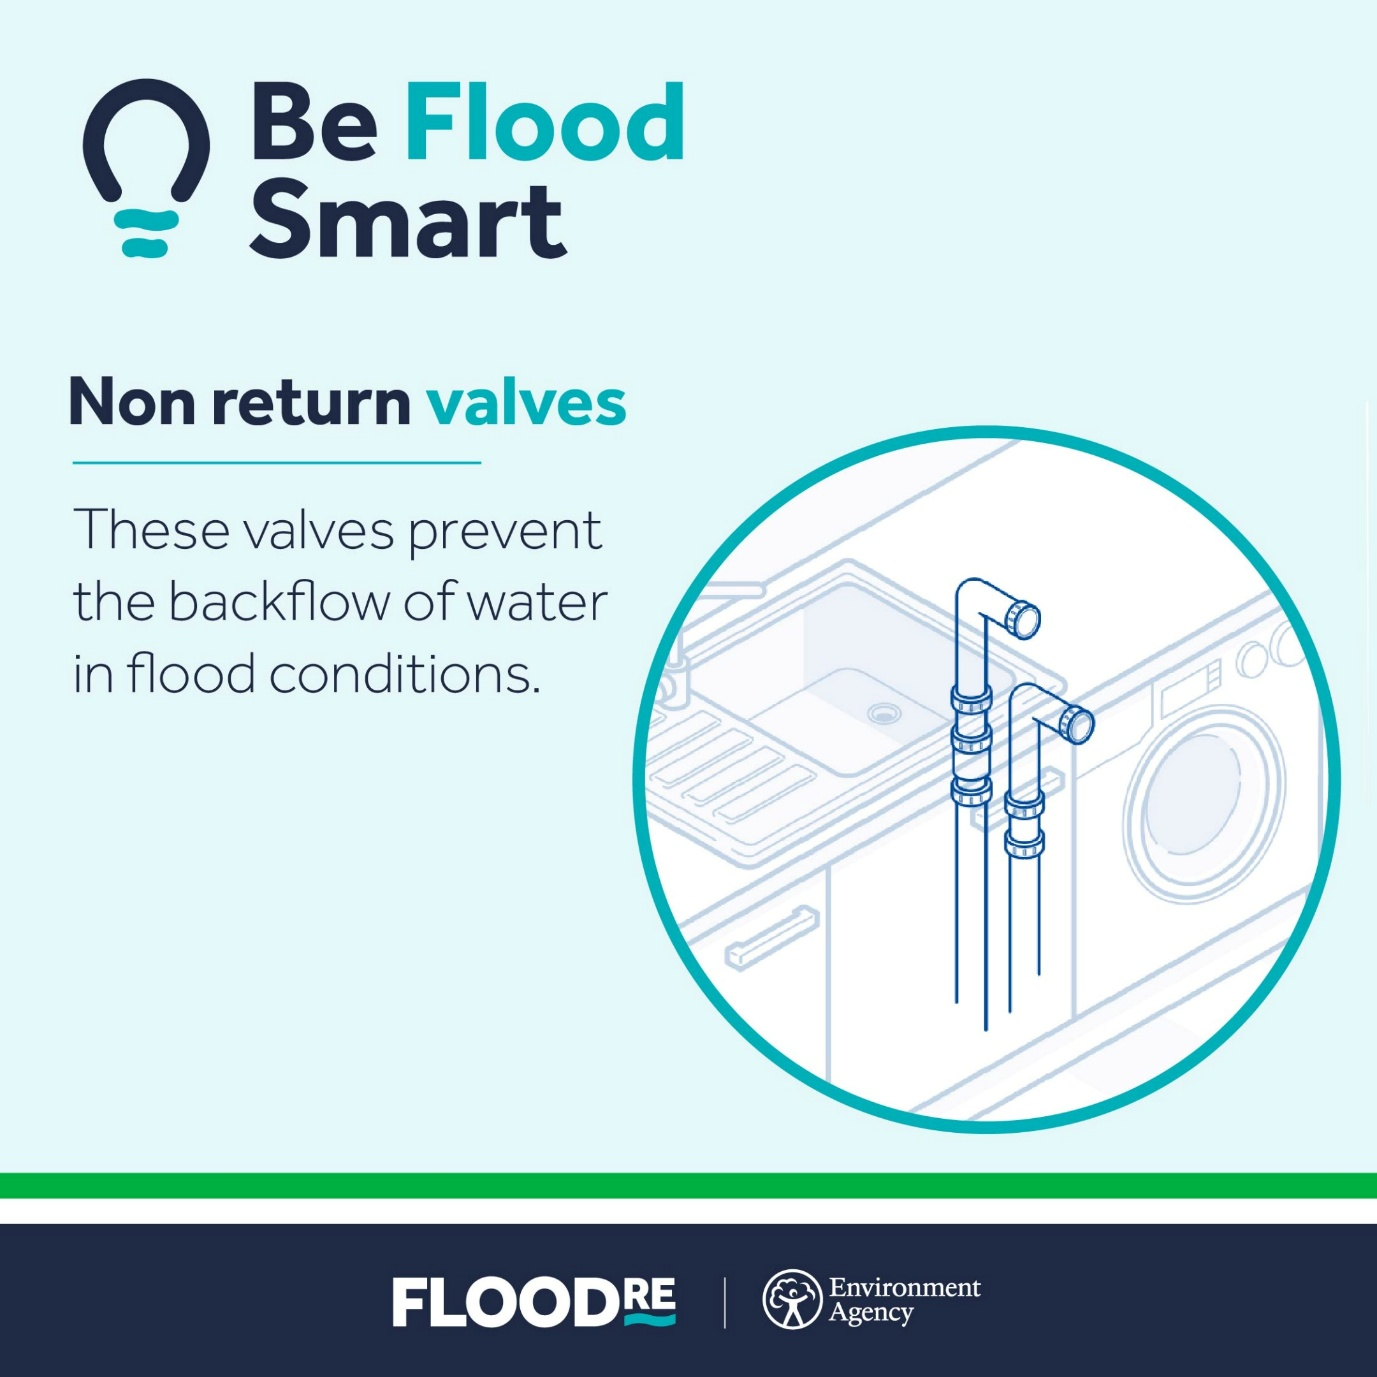 Be Flood
Smart
Non return valves
These valves prevent
the backflow of water
in flood conditions.
FLOODRE
Environment
Agency